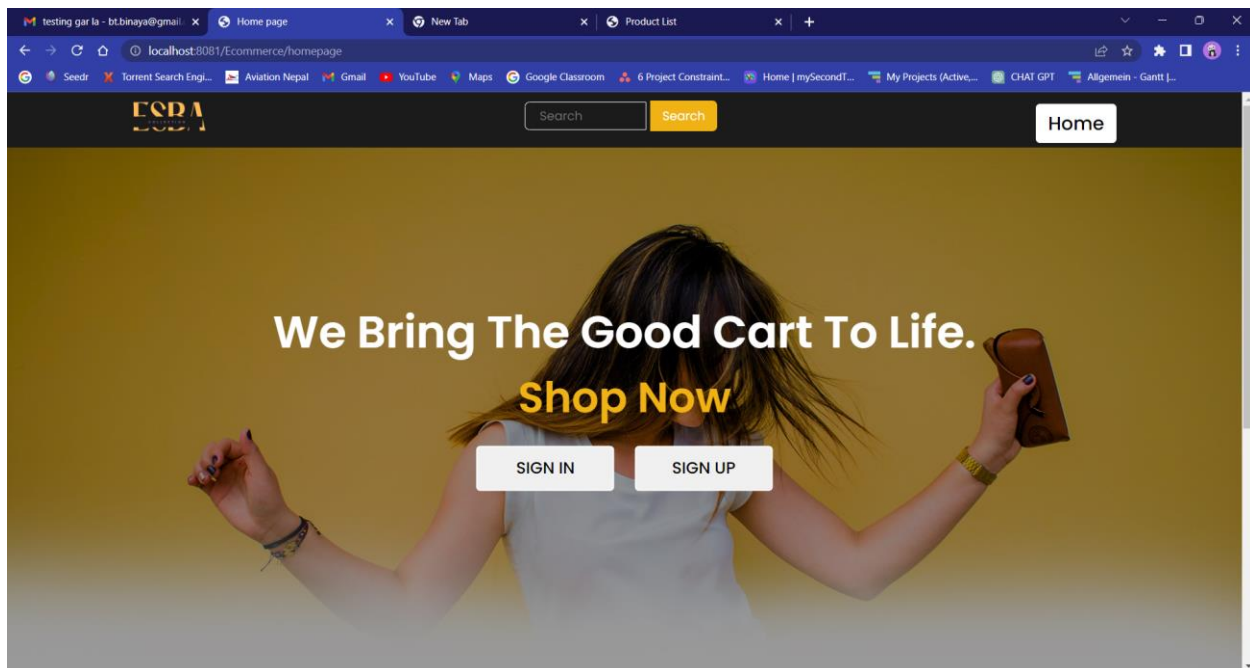 testing gar la - bt.binaya@gmail. Home page New Tab Product List
localhost:8081/Ecommerce/homepage
Seedr Torrent Search Engi... Aviation Nepal Gmail YouTube Maps Google Classroom 6 Project Constraint... Home | mySecondT... My Projects (Active,... CHAT GPT Allgemein - Gantt |...
Search Search Home
We Bring The Good Cart To Life.
Shop Now
SIGN IN SIGN UP